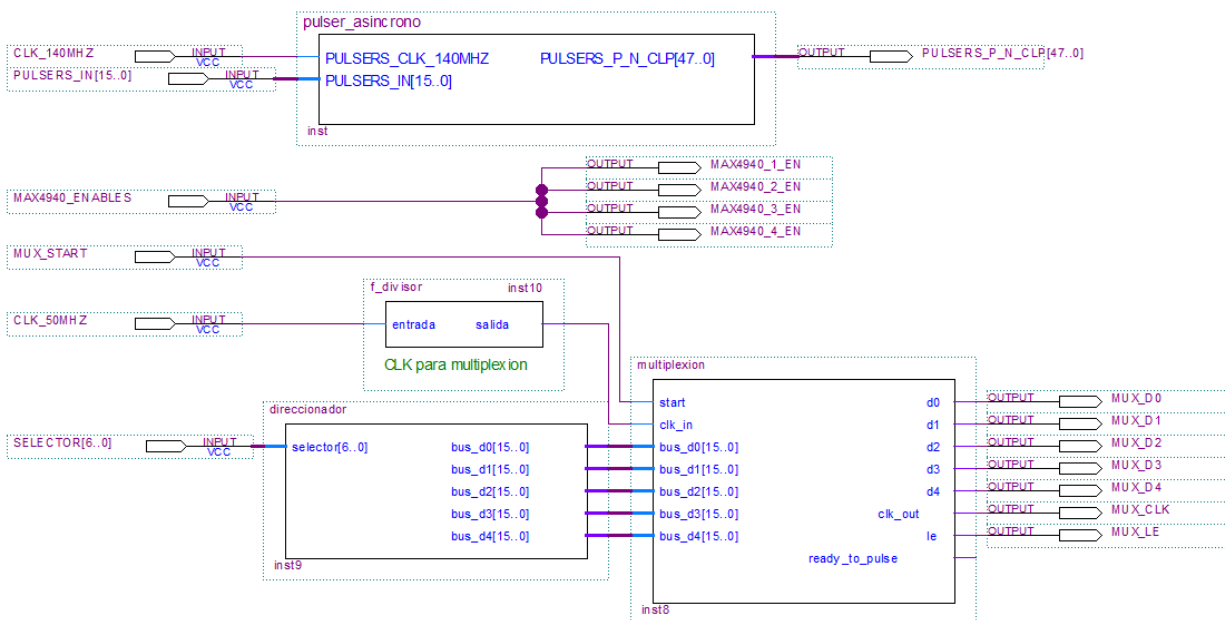 pulser_asincrono
CLK_140MHZ INPUT VCC
PULSERS_CLK_140MHZ PULSERS_P_N_CLP[47..0]
OUTPUT PULSERS_P_N_CLP[47..0]
PULSERS_IN[15..0] INPUT VCC
PULSERS_IN[15..0]
inst
MAX4940_ENABLES INPUT VCC
OUTPUT MAX4940_1_EN
OUTPUT MAX4940_2_EN
OUTPUT MAX4940_3_EN
OUTPUT MAX4940_4_EN
MUX_START INPUT VCC
CLK_50MHZ INPUT VCC
f_divisor inst10
entrada salida
CLK para multiplexion
SELECTOR[6..0] INPUT VCC
direccionador
selector[6..0] bus_d0[15..0]
bus_d1[15..0]
bus_d2[15..0]
bus_d3[15..0]
bus_d4[15..0]
inst9
multiplexion
start d0
clk_in d1
bus_d0[15..0] d2
bus_d1[15..0] d3
bus_d2[15..0] d4
bus_d3[15..0] clk_out
bus_d4[15..0] le
ready_to_pulse
inst8
OUTPUT MUX_D0
OUTPUT MUX_D1
OUTPUT MUX_D2
OUTPUT MUX_D3
OUTPUT MUX_D4
OUTPUT MUX_CLK
OUTPUT MUX_LE